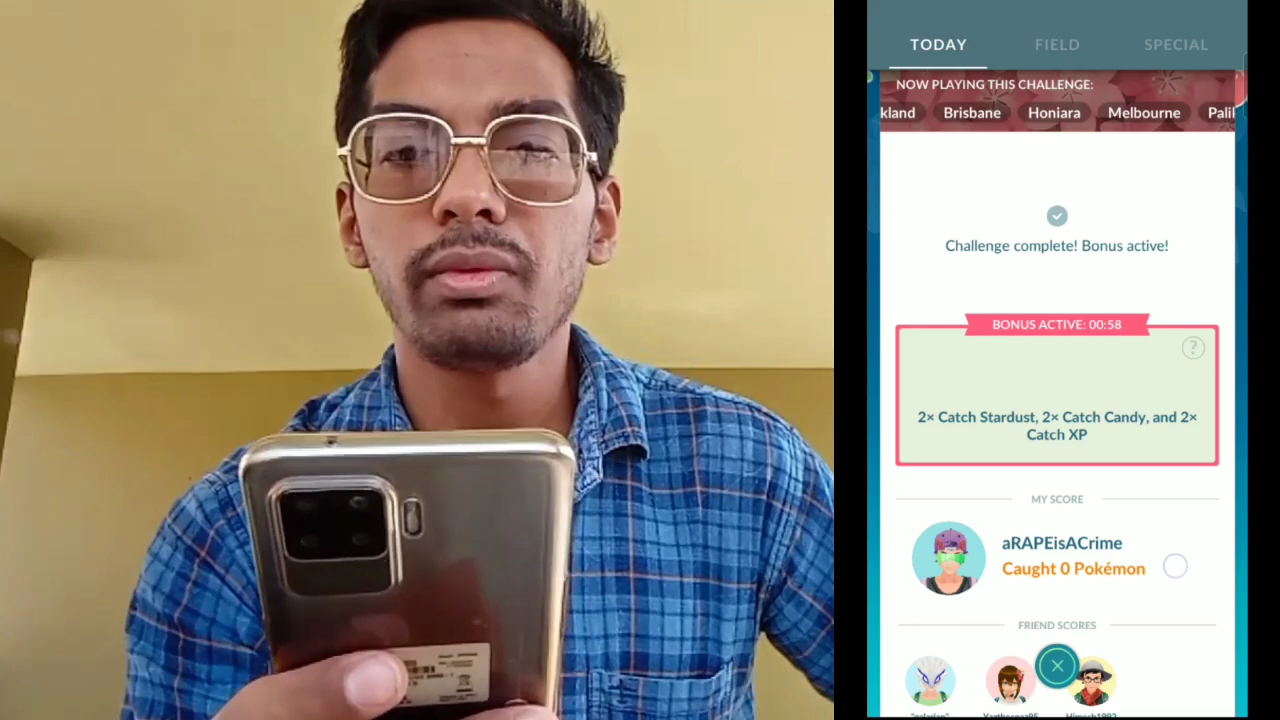 TODAY
FIELD
SPECIAL
NOW PLAYING THIS CHALLENGE:
kland
Brisbane
Honiara
Melbourne
Palil
Challenge complete! Bonus active!
BONUS ACTIVE: 00:58
?
2× Catch Stardust, 2× Catch Candy, and 2×
Catch XP
MY SCORE
aRAPEisACrime
Caught 0 Pokémon
FRIEND SCORES